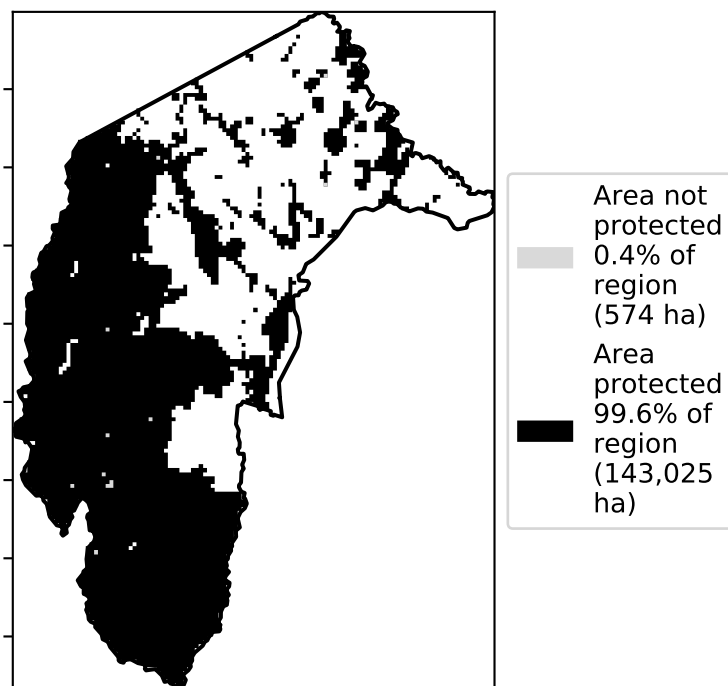 Area not
protected
0.4% of
region
(574 ha)
Area
protected
99.6% of
region
(143,025
ha)